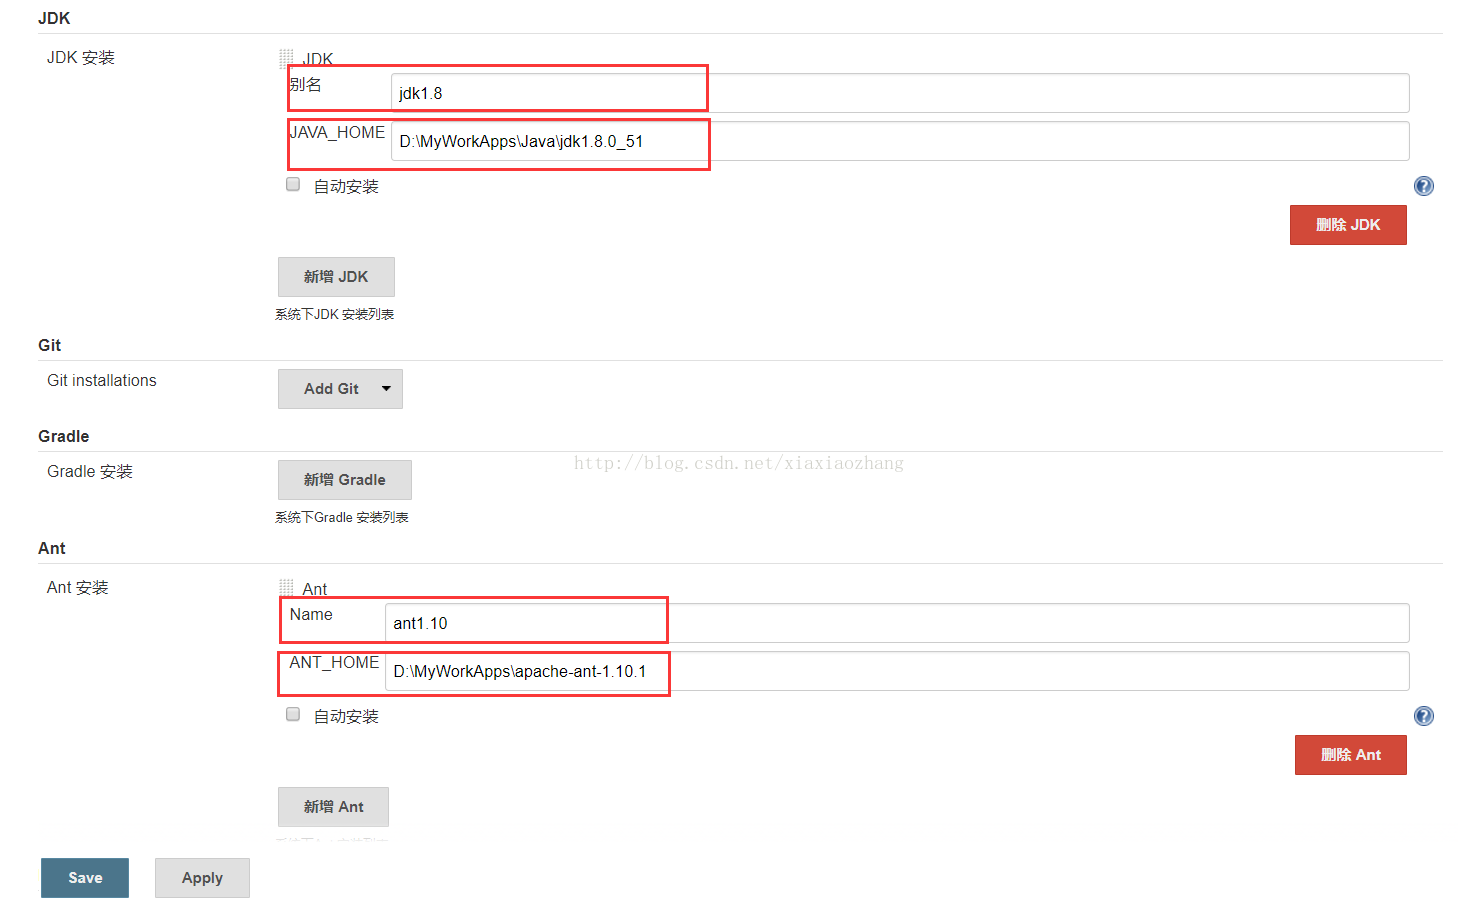 JDK
JDK 安装
JDK
别名
jdk1.8
JAVA_HOME
D:\MyWorkApps\Java\jdk1.8.0_51
自动安装
删除 JDK
新增 JDK
系统下JDK 安装列表
Git
Git installations
Add Git
Gradle
Gradle 安装
http://blog.csdn.net/xiaxiaozhang
新增 Gradle
系统下Gradle 安装列表
Ant
Ant 安装
Ant
Name
ant1.10
ANT_HOME
D:\MyWorkApps\apache-ant-1.10.1
自动安装
删除 Ant
新增 Ant
Save
Apply